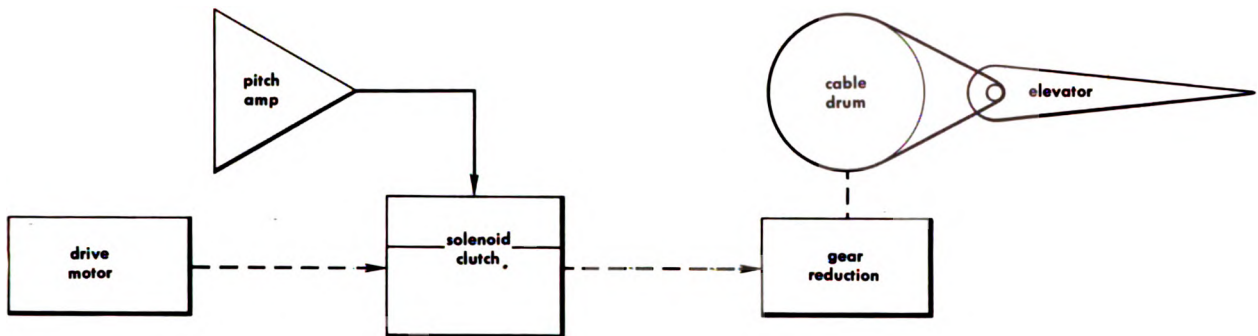 pitch
amp
cable
drum
elevator
drive
motor
solenoid
clutch
gear
reduction